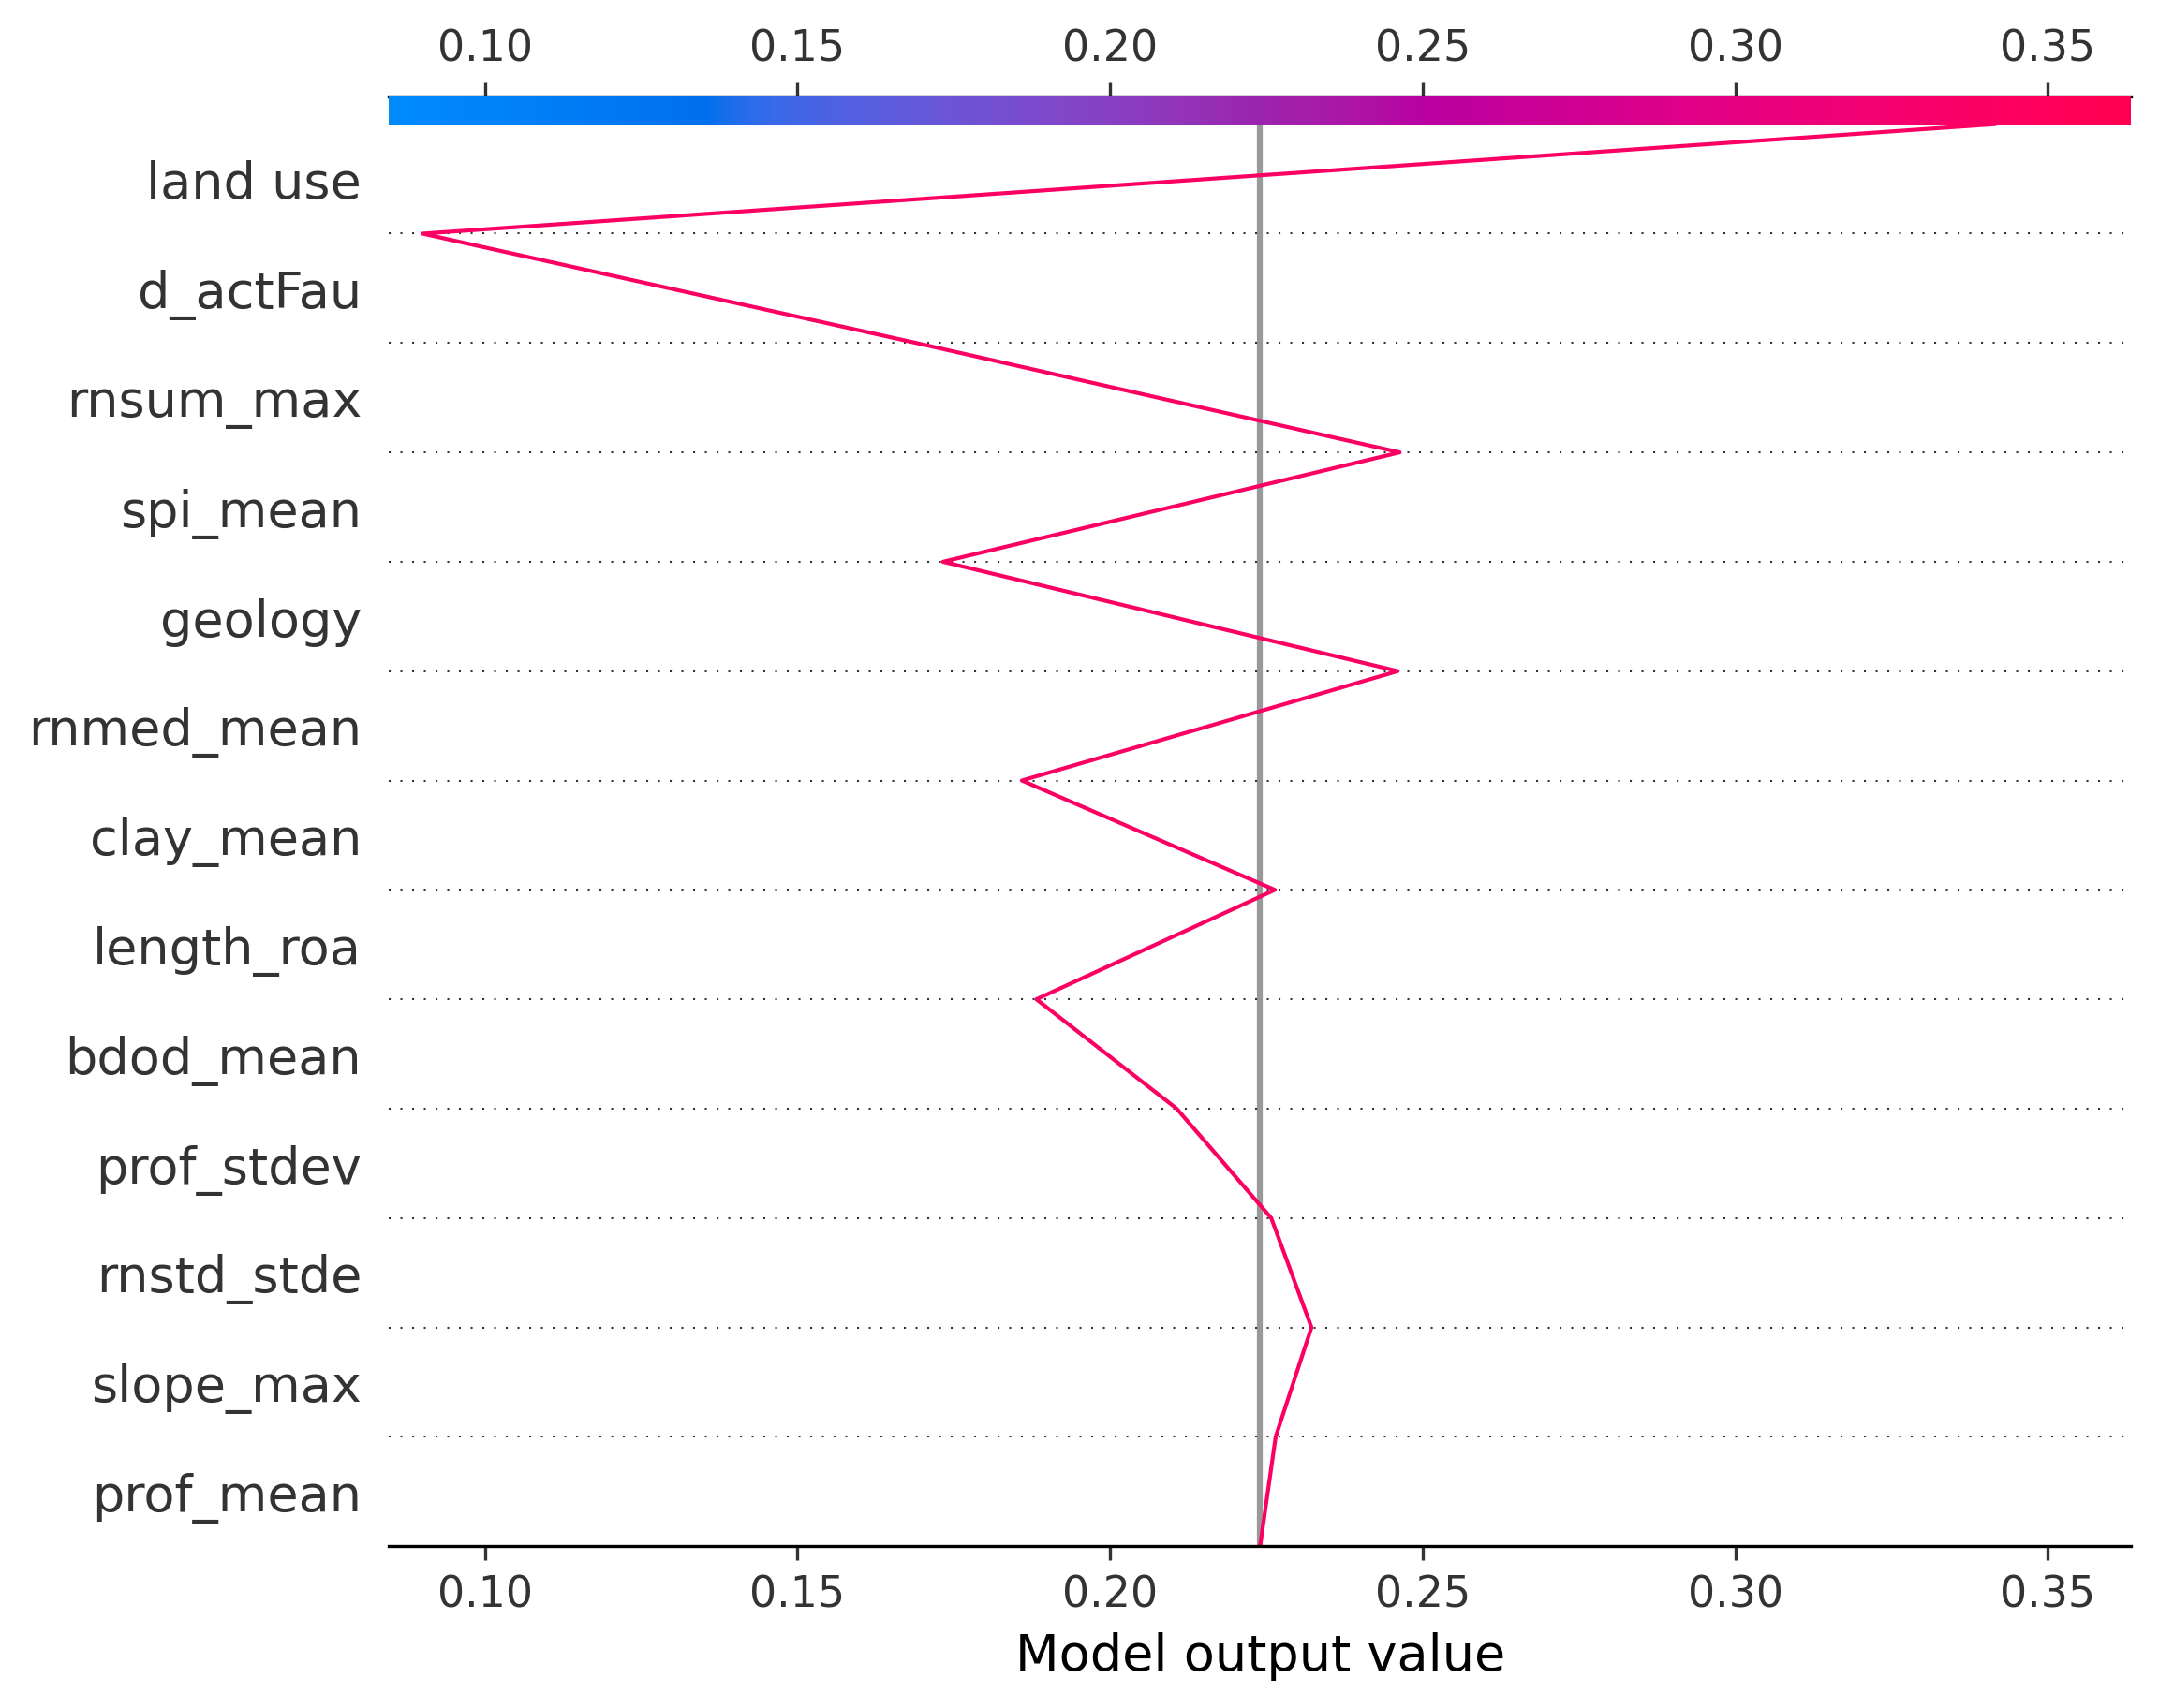 0.10 0.15 0.20 0.25 0.30 0.35
land use
d_actFau
rnsum_max
spi_mean
geology
rnmed_mean
clay_mean
length_roa
bdod_mean
prof_stdev
rnstd_stde
slope_max
prof_mean
0.10 0.15 0.20 0.25 0.30 0.35
Model output value